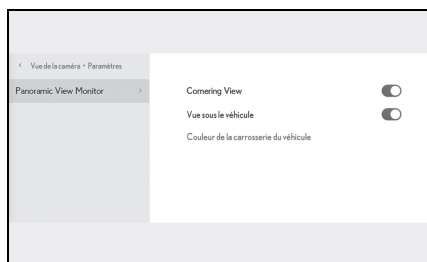 Vue de la caméra • Paramètres
Panoramic View Monitor
Cornering View
Vue sous le véhicule
Couleur de la carrosserie du véhicule